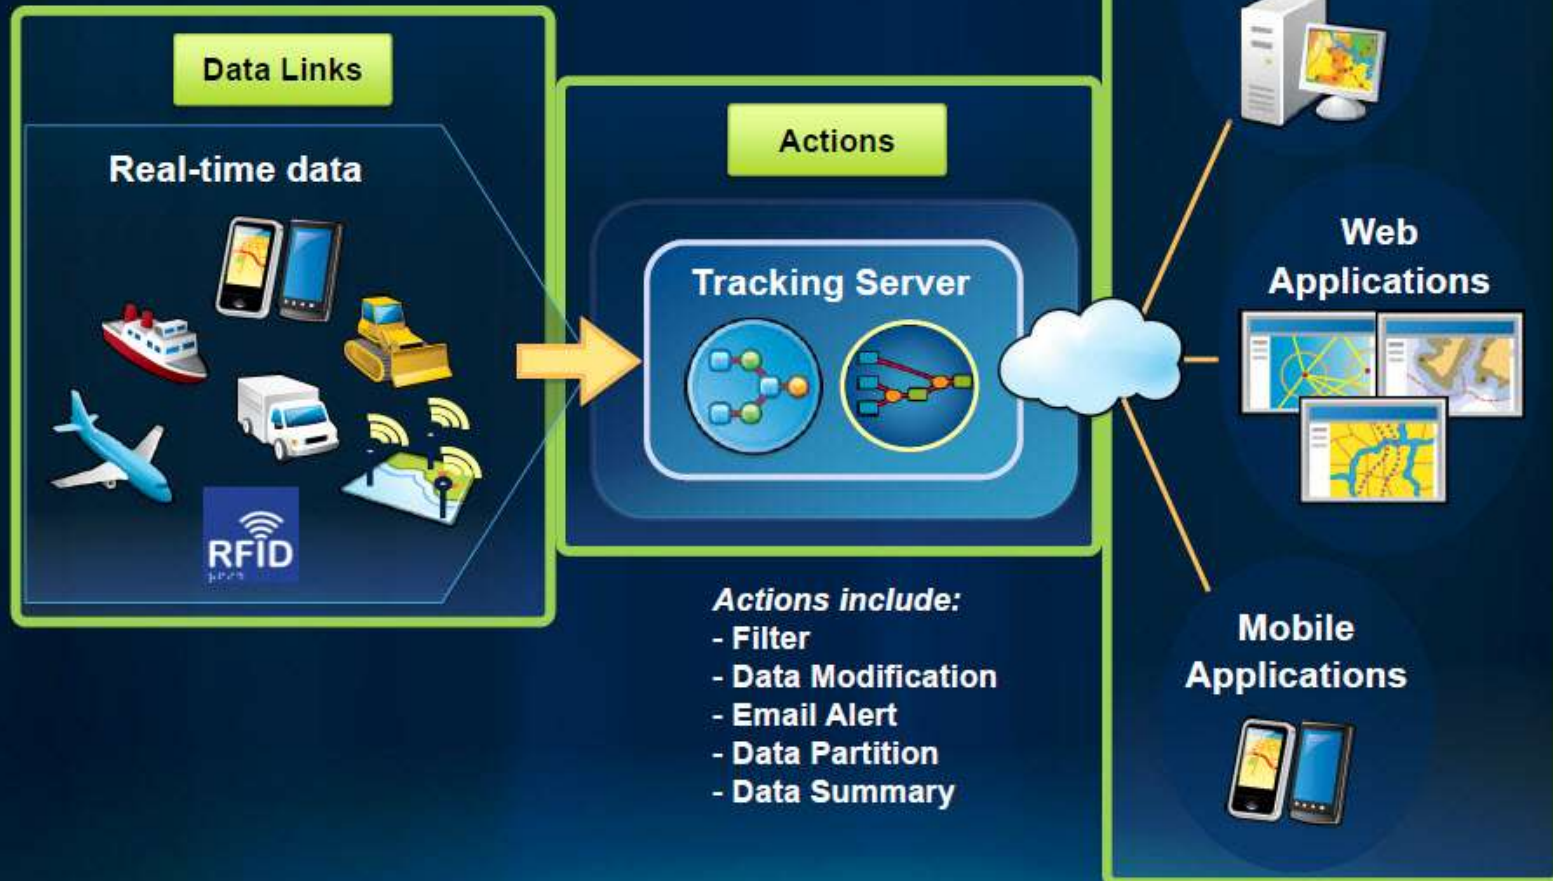 Data Links
Real-time data
RFID
Actions
Tracking Server
Actions include:
- Filter
- Data Modification
- Email Alert
- Data Partition
- Data Summary
Web
Applications
Mobile
Applications